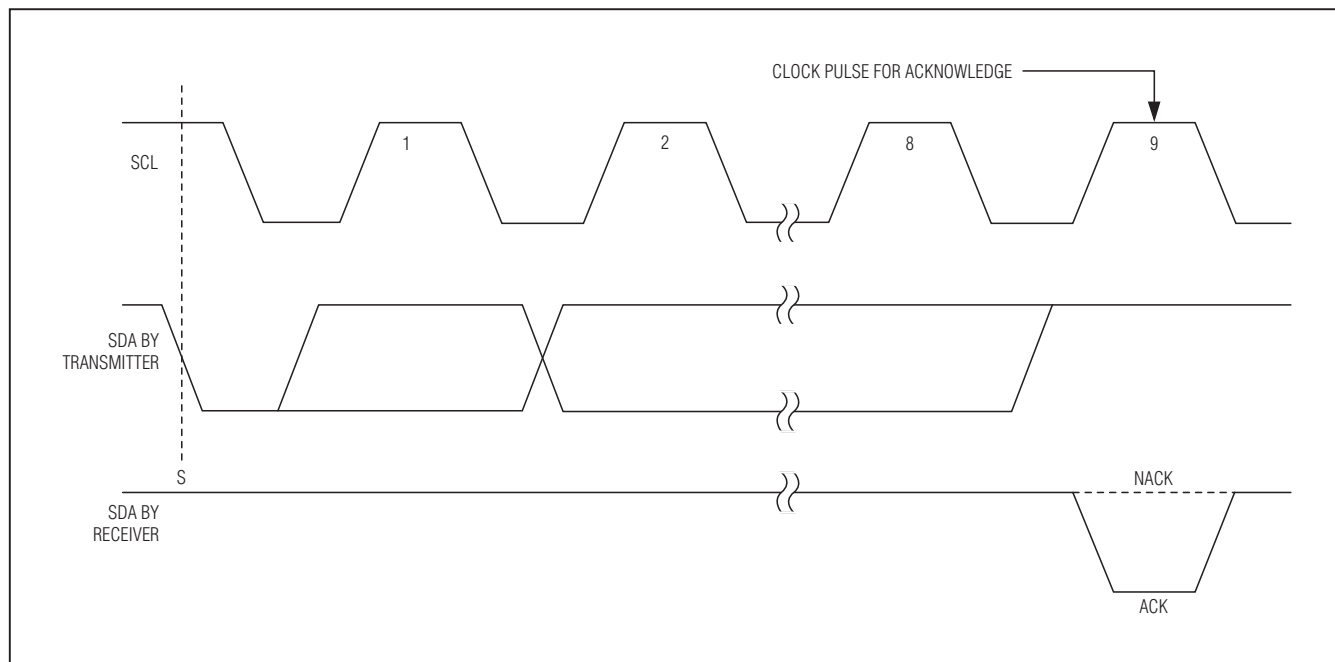 CLOCK PULSE FOR ACKNOWLEDGE
SCL
1
2
8
9
SDA BY
TRANSMITTER
S
SDA BY
RECEIVER
NACK
ACK